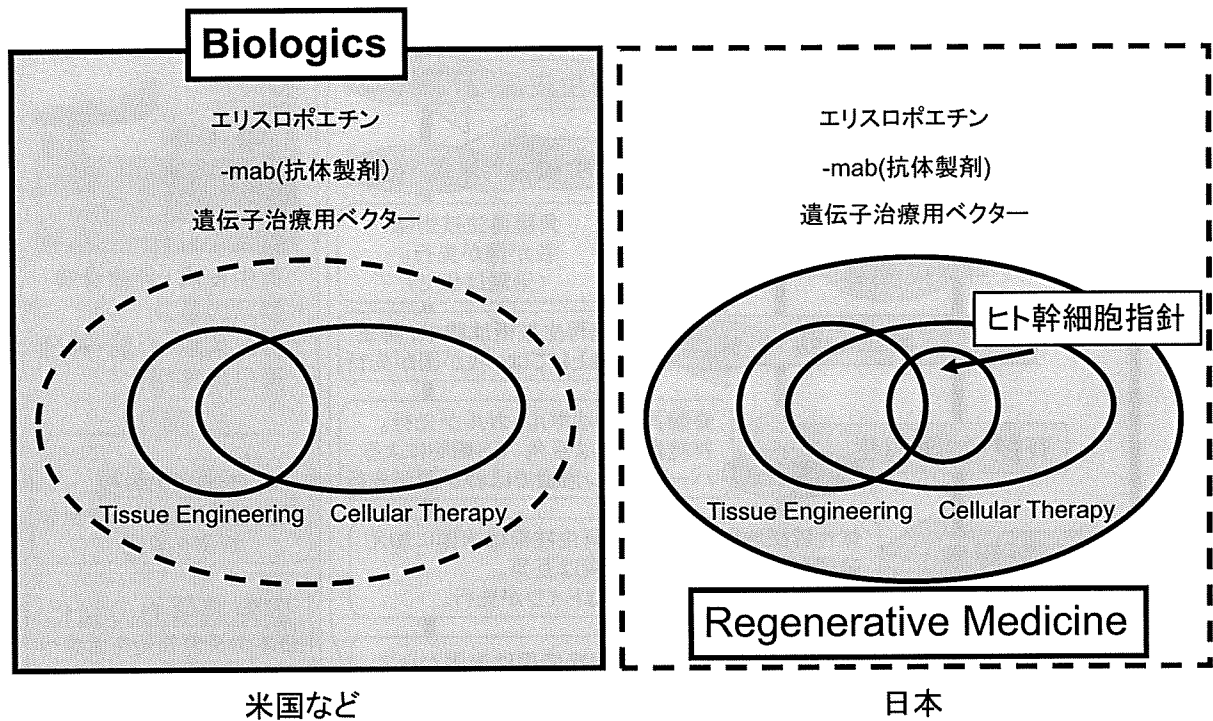 Biologics
エリスロポエチン
-mab(抗体製剤)
遺伝子治療用ベクター
Tissue Engineering
Cellular Therapy
米国など
エリスロポエチン
-mab(抗体製剤)
遺伝子治療用ベクター
ヒト幹細胞指針
Tissue Engineering
Cellular Therapy
Regenerative Medicine
日本